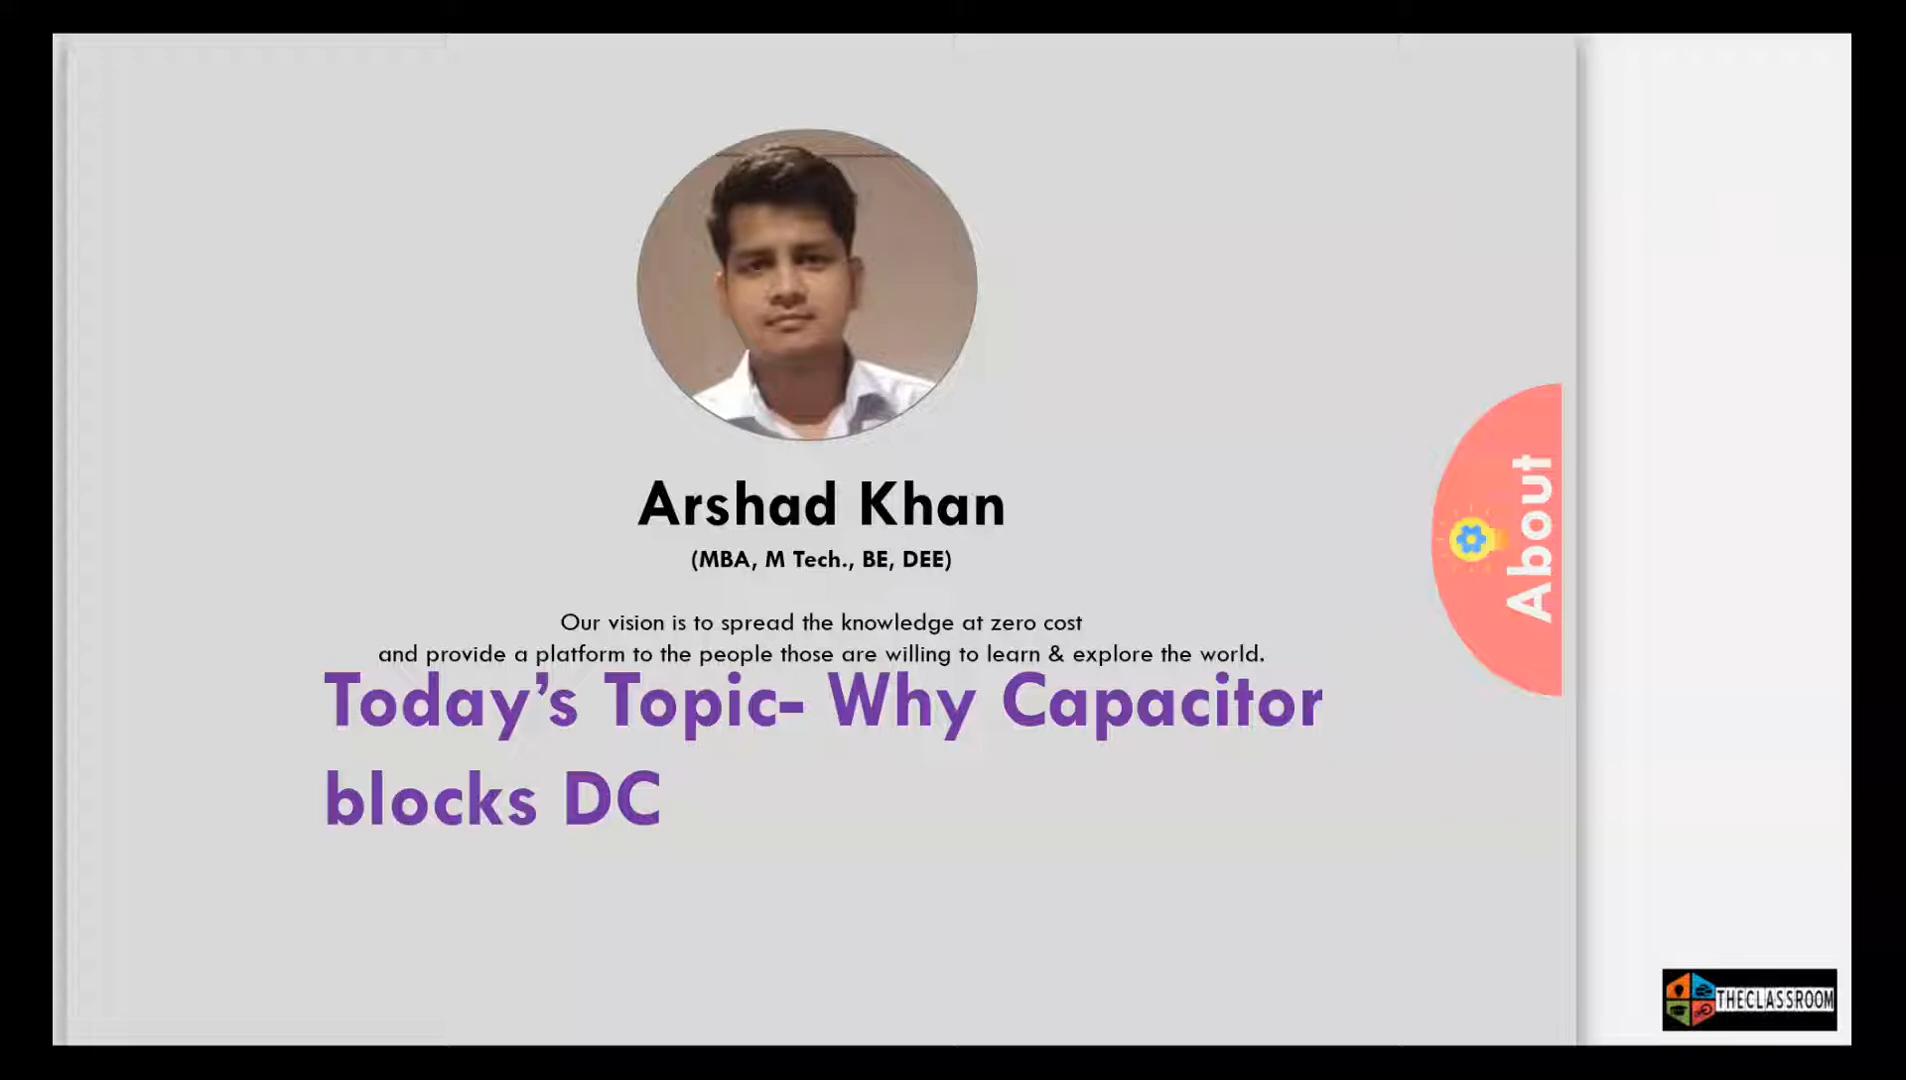 Arshad Khan
(MBA, M Tech., BE, DEE)
Our vision is to spread the knowledge at zero cost
and provide a platform to the people those are willing to learn & explore the world.
Today’s Topic- Why Capacitor
blocks DC
About
THECLASSROOM